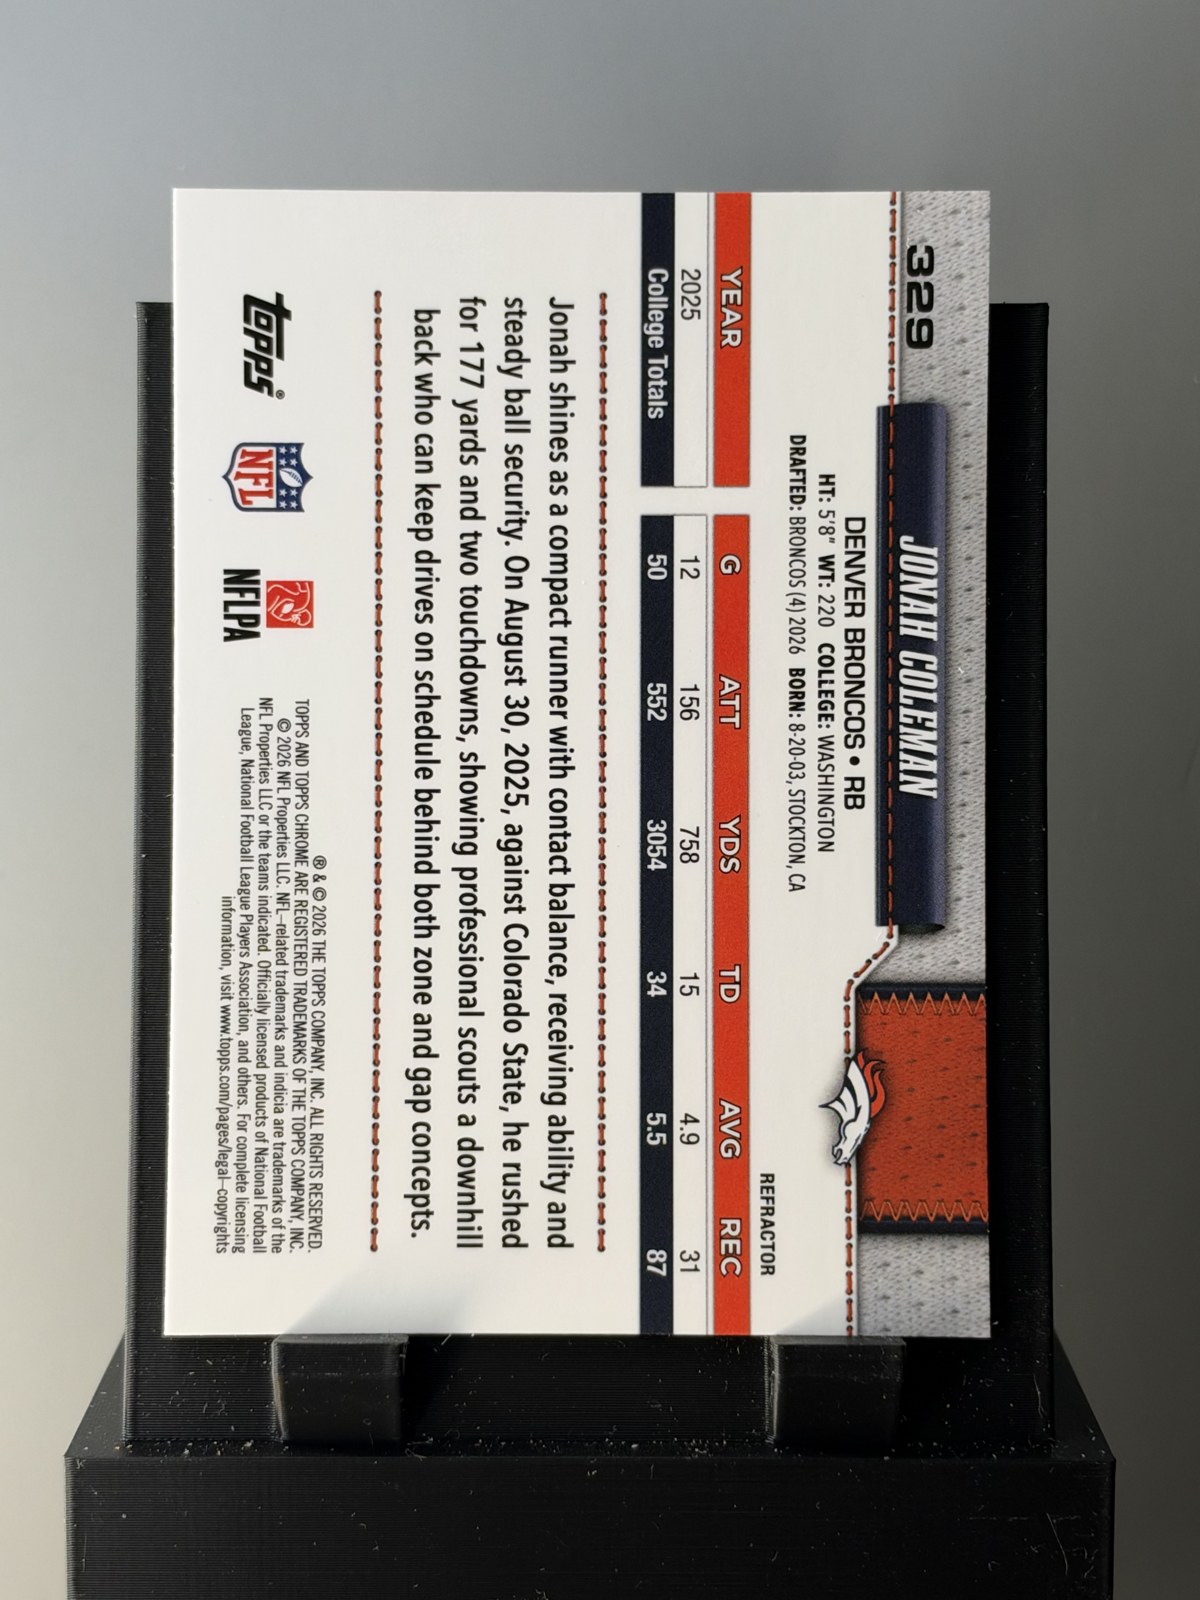 329
JONAH COLEMAN
DENVER BRONCOS • RB
HT: 5'8" WT: 220 COLLEGE: WASHINGTON
DRAFTED: BRONCOS (4) 2026 BORN: 8-20-03, STOCKTON, CA
REFRACTOR
YEAR G ATT YDS TD AVG REC
2025 12 156 758 15 4.9 31
College Totals 50 552 3054 34 5.5 87
Jonah shines as a compact runner with contact balance, receiving ability and
steady ball security. On August 30, 2025, against Colorado State, he rushed
for 177 yards and two touchdowns, showing professional scouts a downhill
back who can keep drives on schedule behind both zone and gap concepts.
topps®
NFL
NFLPA
® & © 2026 THE TOPPS COMPANY, INC. ALL RIGHTS RESERVED.
TOPPS AND TOPPS CHROME ARE REGISTERED TRADEMARKS OF THE TOPPS COMPANY, INC.
© 2026 NFL Properties LLC. NFL-related trademarks and indicia are trademarks of the
NFL Properties LLC or the teams indicated. Officially licensed products of National Football
League, National Football League Players Association, and others. For complete licensing
information, visit www.topps.com/pages/legal-copyrights